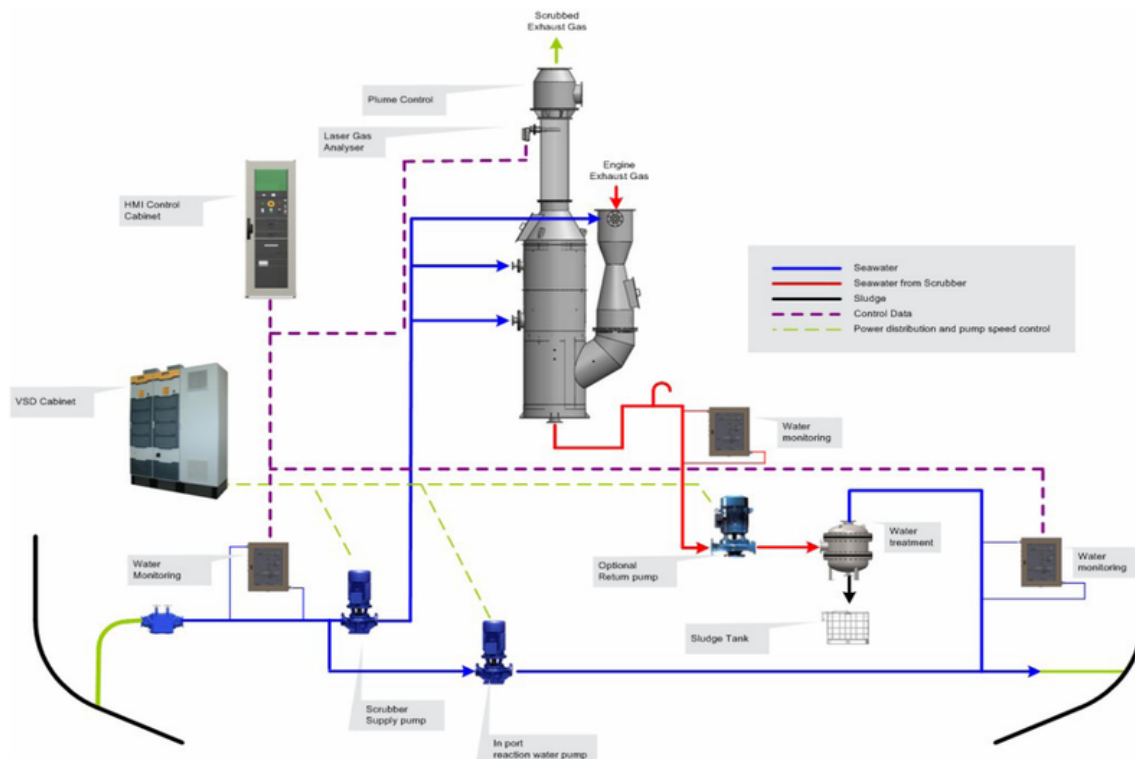 Scrubbed
Exhaust Gas
Plume Control
Laser Gas
Analyser
Engine
Exhaust Gas
HMI Control
Cabinet
Seawater
Seawater from Scrubber
Sludge
Control Data
Power distribution and pump speed control
VSD Cabinet
Water
monitoring
Water
treatment
Water
Monitoring
Optional
Return pump
Water
monitoring
Sludge Tank
Scrubber
Supply pump
In port
reaction water pump